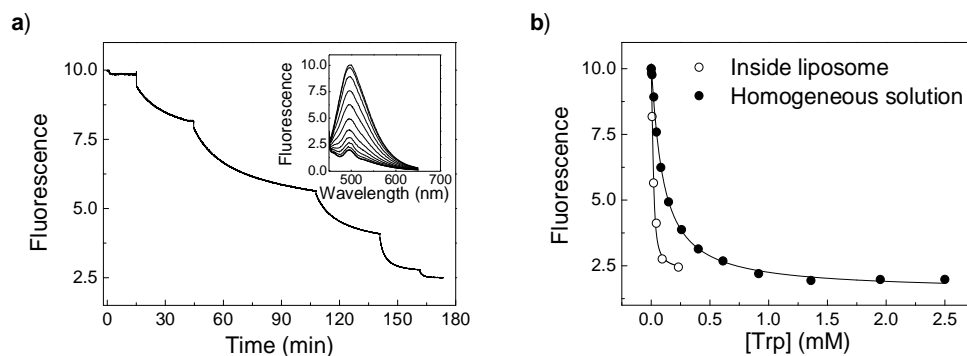 a)
10.0
7.5
5.0
2.5
Fluorescence
0 30 60 90 120 150 180
Time (min)
10.0
7.5
5.0
2.5
0.0
Fluorescence
500 600 700
Wavelength (nm)
b)
10.0
7.5
5.0
2.5
Fluorescence
Inside liposome
Homogeneous solution
0.0 0.5 1.0 1.5 2.0 2.5
[Trp] (mM)